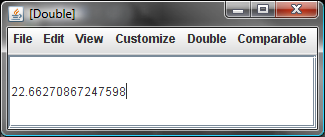 [Double]
File Edit View Customize Double Comparable
22.66270867247598